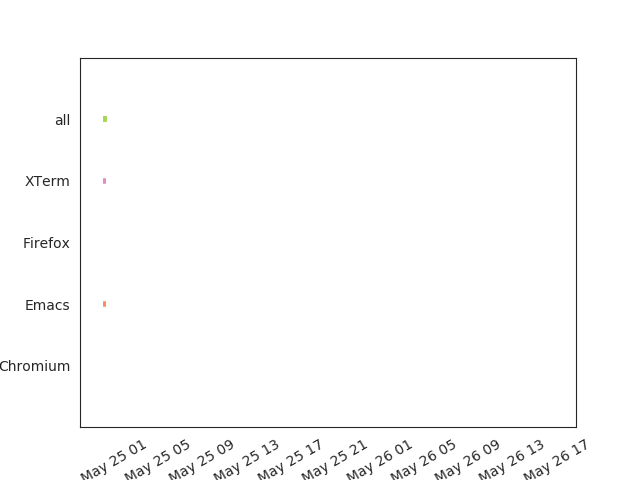 all
XTerm
Firefox
Emacs
Chromium
May 25 01
May 25 05
May 25 09
May 25 13
May 25 17
May 25 21
May 26 01
May 26 05
May 26 09
May 26 13
May 26 17